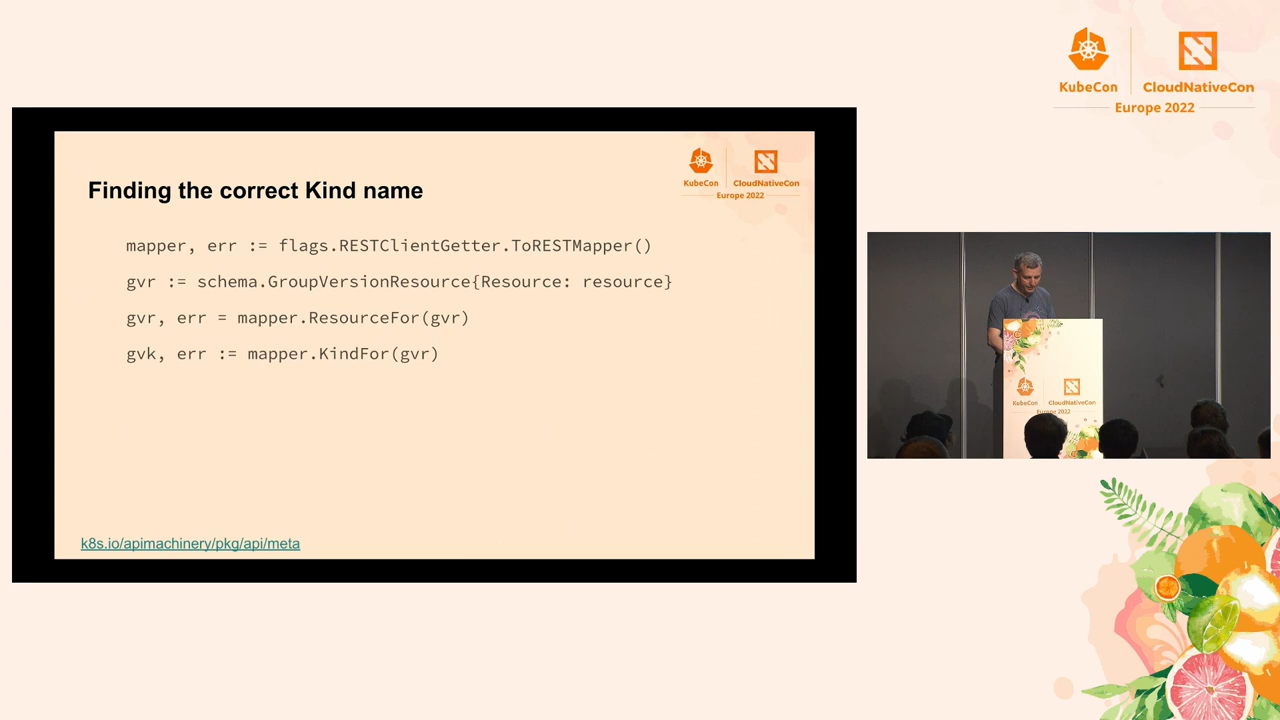 KubeCon
CloudNativeCon
Europe 2022
KubeCon
CloudNativeCon
Europe 2022
Finding the correct Kind name
mapper, err := flags.RESTClientGetter.ToRESTMapper()
gvr := schema.GroupVersionResource{Resource: resource}
gvr, err = mapper.ResourceFor(gvr)
gvk, err := mapper.KindFor(gvr)
k8s.io/apimachinery/pkg/api/meta
KubeCon
CloudNativeCon
Europe 2022